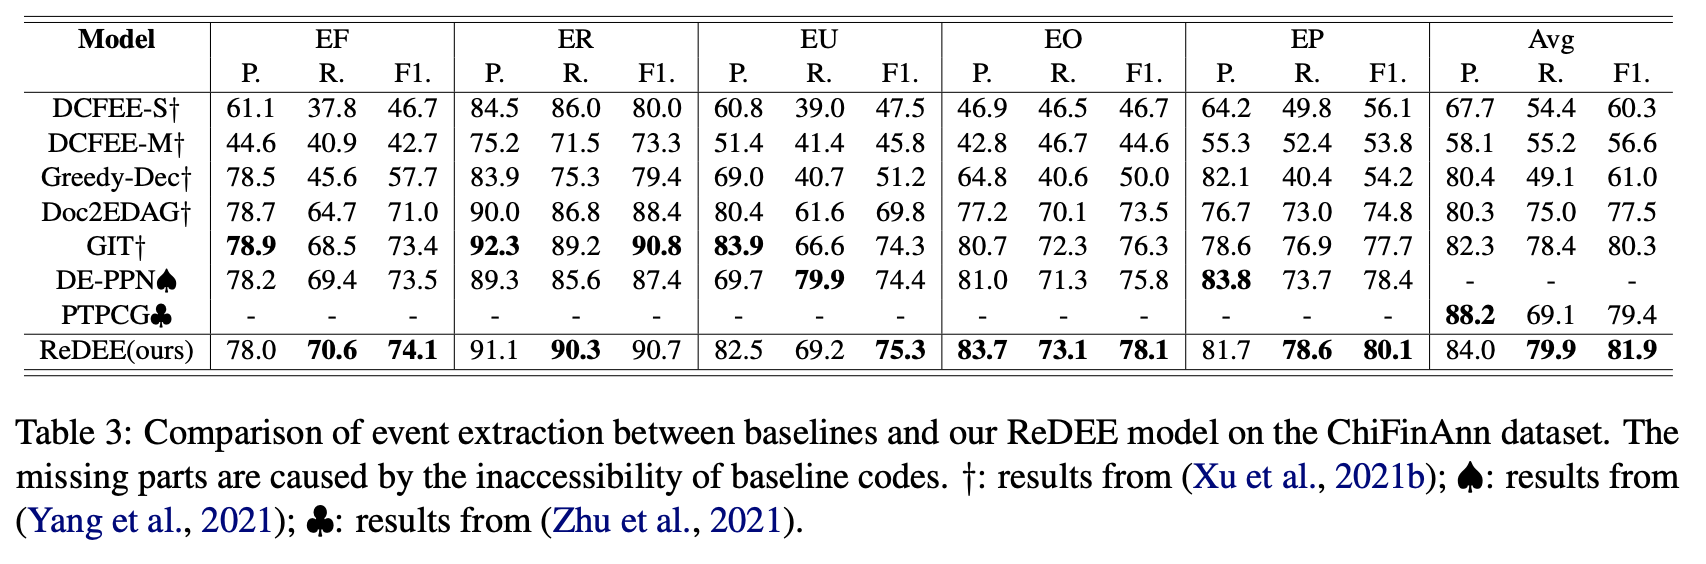 Model EF ER EU EO EP Avg
P. R. F1. P. R. F1. P. R. F1. P. R. F1. P. R. F1. P. R. F1.
DCFEE-S† 61.1 37.8 46.7 84.5 86.0 80.0 60.8 39.0 47.5 46.9 46.5 46.7 64.2 49.8 56.1 67.7 54.4 60.3
DCFEE-M† 44.6 40.9 42.7 75.2 71.5 73.3 51.4 41.4 45.8 42.8 46.7 44.6 55.3 52.4 53.8 58.1 55.2 56.6
Greedy-Dec† 78.5 45.6 57.7 83.9 75.3 79.4 69.0 40.7 51.2 64.8 40.6 50.0 82.1 40.4 54.2 80.4 49.1 61.0
Doc2EDAG† 78.7 64.7 71.0 90.0 86.8 88.4 80.4 61.6 69.8 77.2 70.1 73.5 76.7 73.0 74.8 80.3 75.0 77.5
GIT† 78.9 68.5 73.4 92.3 89.2 90.8 83.9 66.6 74.3 80.7 72.3 76.3 78.6 76.9 77.7 82.3 78.4 80.3
DE-PPN♠ 78.2 69.4 73.5 89.3 85.6 87.4 69.7 79.9 74.4 81.0 71.3 75.8 83.8 73.7 78.4 - - -
PTPCG♣ - - - - - - - - - - - - - - - 88.2 69.1 79.4
ReDEE(ours) 78.0 70.6 74.1 91.1 90.3 90.7 82.5 69.2 75.3 83.7 73.1 78.1 81.7 78.6 80.1 84.0 79.9 81.9
Table 3: Comparison of event extraction between baselines and our ReDEE model on the ChiFinAnn dataset. The
missing parts are caused by the inaccessibility of baseline codes. †: results from (Xu et al., 2021b); ♠: results from
(Yang et al., 2021); ♣: results from (Zhu et al., 2021).